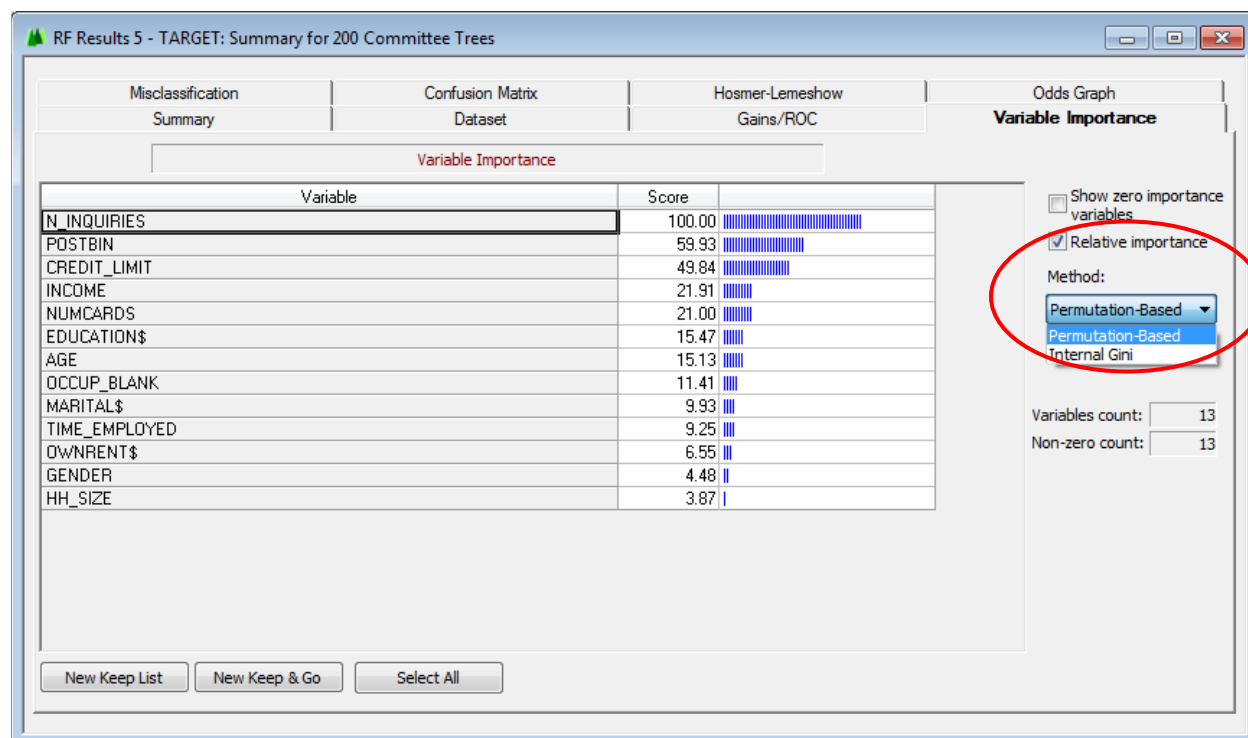 RF Results 5 - TARGET: Summary for 200 Committee Trees
Misclassification Confusion Matrix Hosmer-Lemeshow Odds Graph
Summary Dataset Gains/ROC Variable Importance
Variable Importance
Variable Score
N_INQUIRIES 100.00
POSTBIN 59.93
CREDIT_LIMIT 49.84
INCOME 21.91
NUMCARDS 21.00
EDUCATION$ 15.47
AGE 15.13
OCCUP_BLANK 11.41
MARITAL$ 9.93
TIME_EMPLOYED 9.25
OWNRENT$ 6.55
GENDER 4.48
HH_SIZE 3.87
Show zero importance
variables
Relative importance
Method:
Permutation-Based
Permutation-Based
Internal Gini
Variables count: 13
Non-zero count: 13
New Keep List New Keep & Go Select All